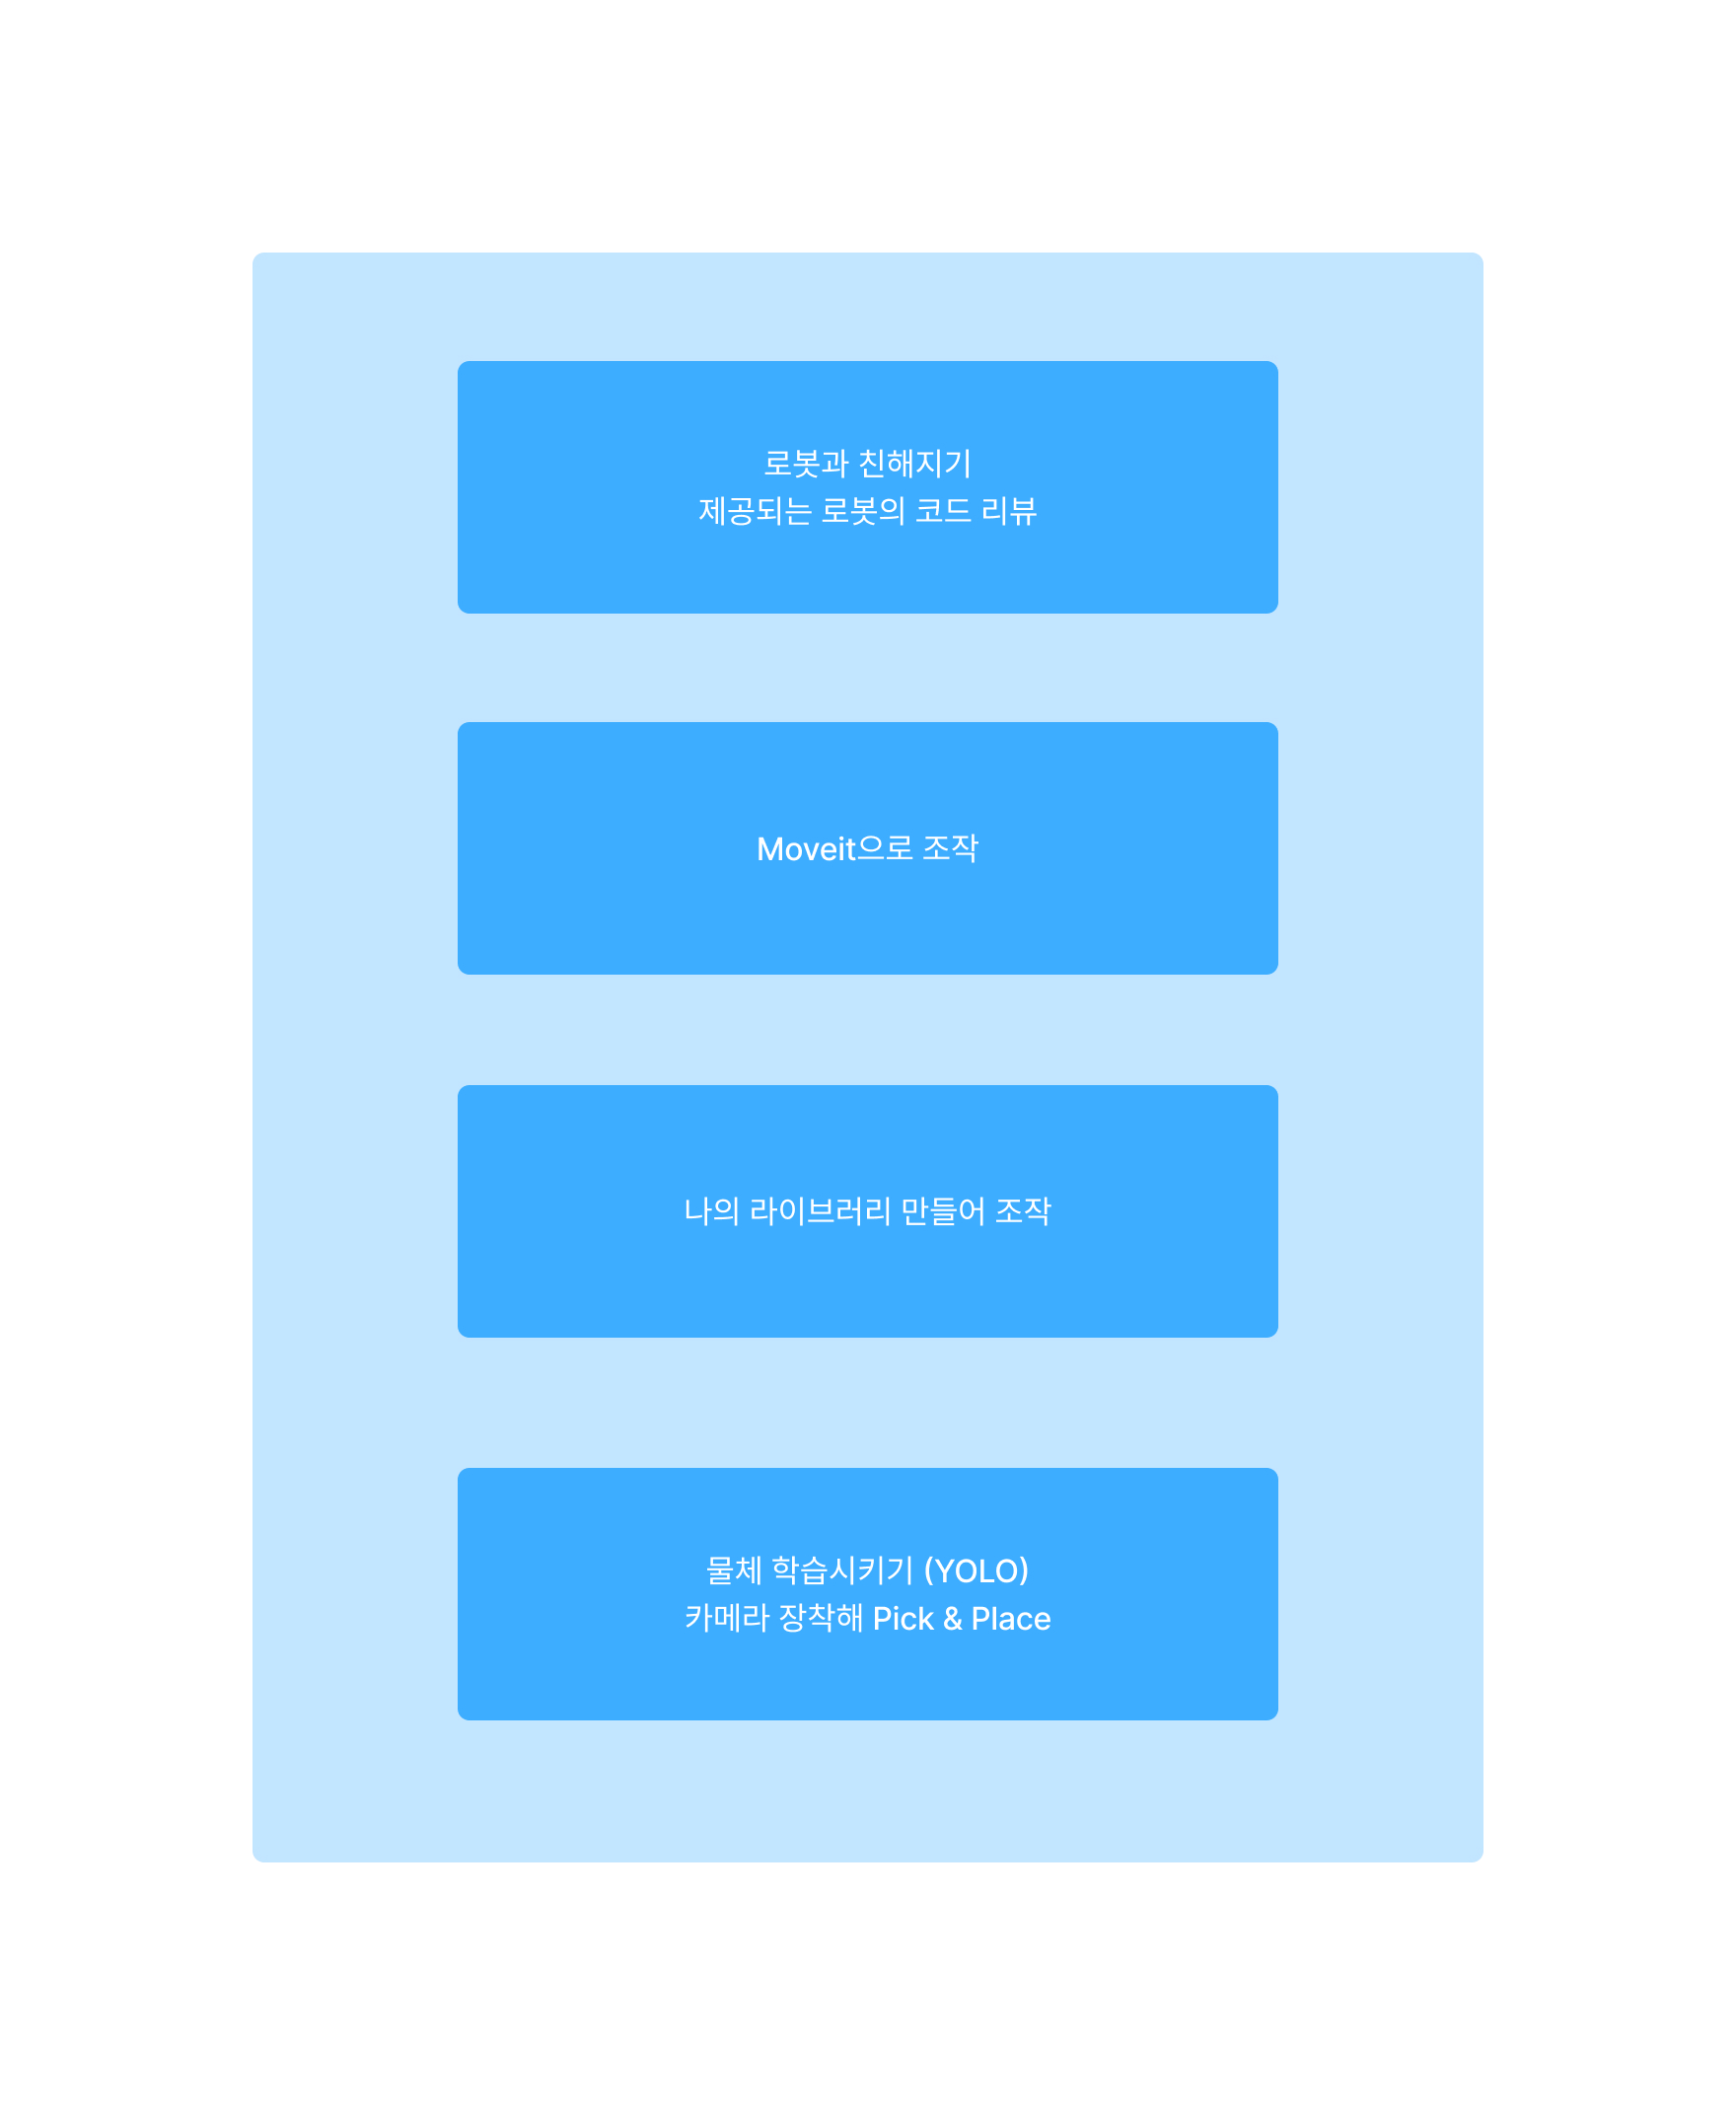 로봇과 친해지기
제공되는 로봇의 코드 리뷰
Moveit으로 조작
나의 라이브러리 만들어 조작
물체 학습시키기 (YOLO)
카메라 장착해 Pick & Place